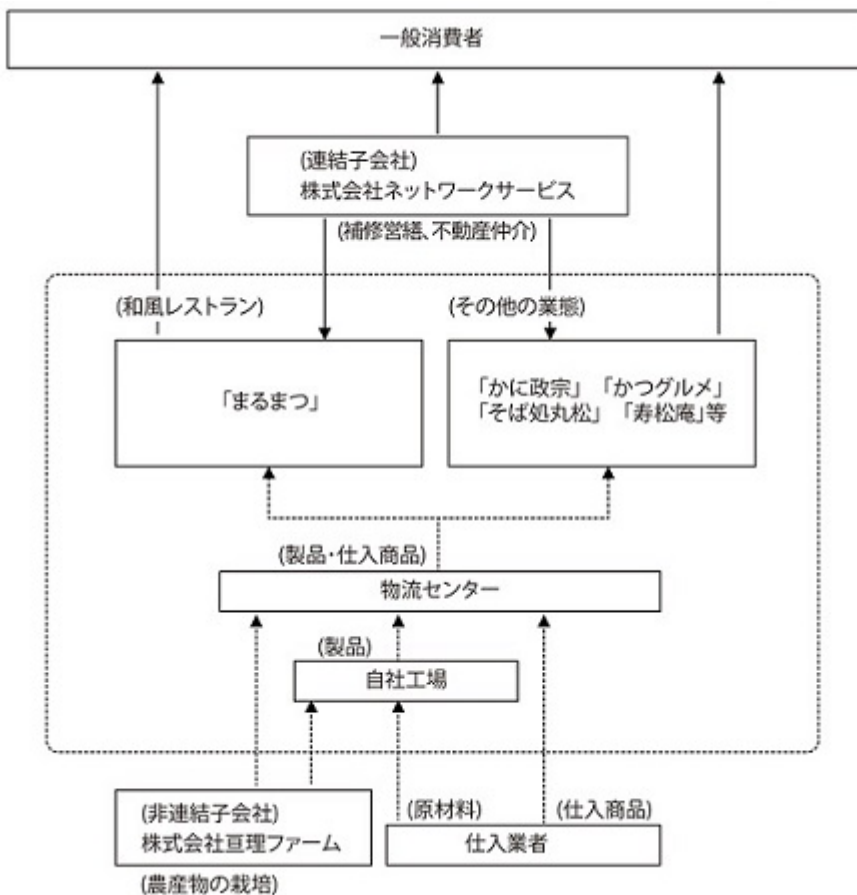 一般消費者
(連結子会社)
株式会社ネットワークサービス
(補修営繕、不動産仲介)
(和風レストラン)
(その他の業態)
「まるまつ」
「かに政宗」 「かつグルメ」
「そば処丸松」 「寿松庵」等
(製品・仕入商品)
物流センター
(製品)
自社工場
(非連結子会社)
株式会社亘理ファーム
(農産物の栽培)
(原材料)
(仕入商品)
仕入業者